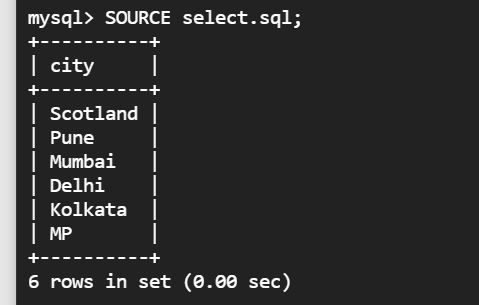 mysql> SOURCE select.sql;
+----------+
| city     |
+----------+
| Scotland |
| Pune     |
| Mumbai   |
| Delhi    |
| Kolkata  |
| MP       |
+----------+
6 rows in set (0.00 sec)